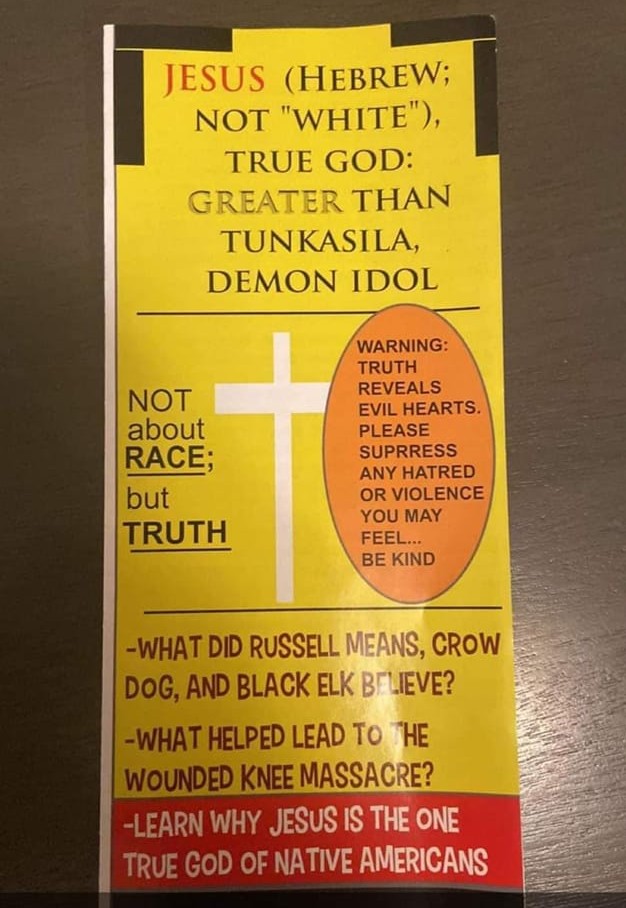 JESUS (HEBREW;
NOT "WHITE"),
TRUE GOD:
GREATER THAN
TUNKASILA,
DEMON IDOL
NOT
about
RACE;
but
TRUTH
WARNING:
TRUTH
REVEALS
EVIL HEARTS.
PLEASE
SUPRRESS
ANY HATRED
OR VIOLENCE
YOU MAY
FEEL...
BE KIND
-WHAT DID RUSSELL MEANS, CROW
DOG, AND BLACK ELK BELIEVE?
-WHAT HELPED LEAD TO THE
WOUNDED KNEE MASSACRE?
-LEARN WHY JESUS IS THE ONE
TRUE GOD OF NATIVE AMERICANS